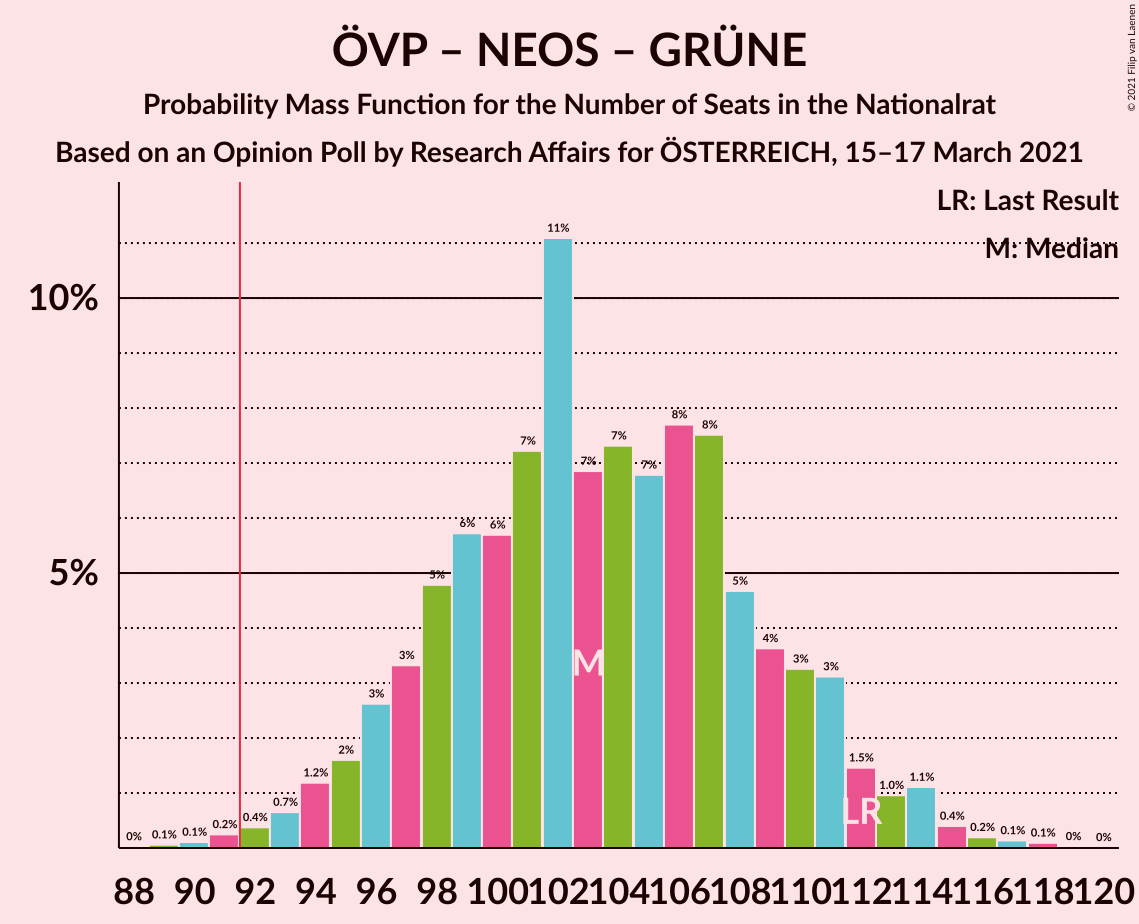 ÖVP – NEOS – GRÜNE
Probability Mass Function for the Number of Seats in the Nationalrat
Based on an Opinion Poll by Research Affairs for ÖSTERREICH, 15–17 March 2021
© 2021 Filip van Laenen
LR: Last Result
M: Median
10%
5%
0% 0.1% 0.1% 0.2% 0.4% 0.7% 1.2% 2% 3% 3% 5% 6% 6% 7% 11% 7% 7% 7% 8% 8% 5% 4% 3% 3% 1.5% 1.0% 1.1% 0.4% 0.2% 0.1% 0.1% 0% 0%
M
LR
88 90 92 94 96 98 100 102 104 106 108 110 112 114 116 118 120